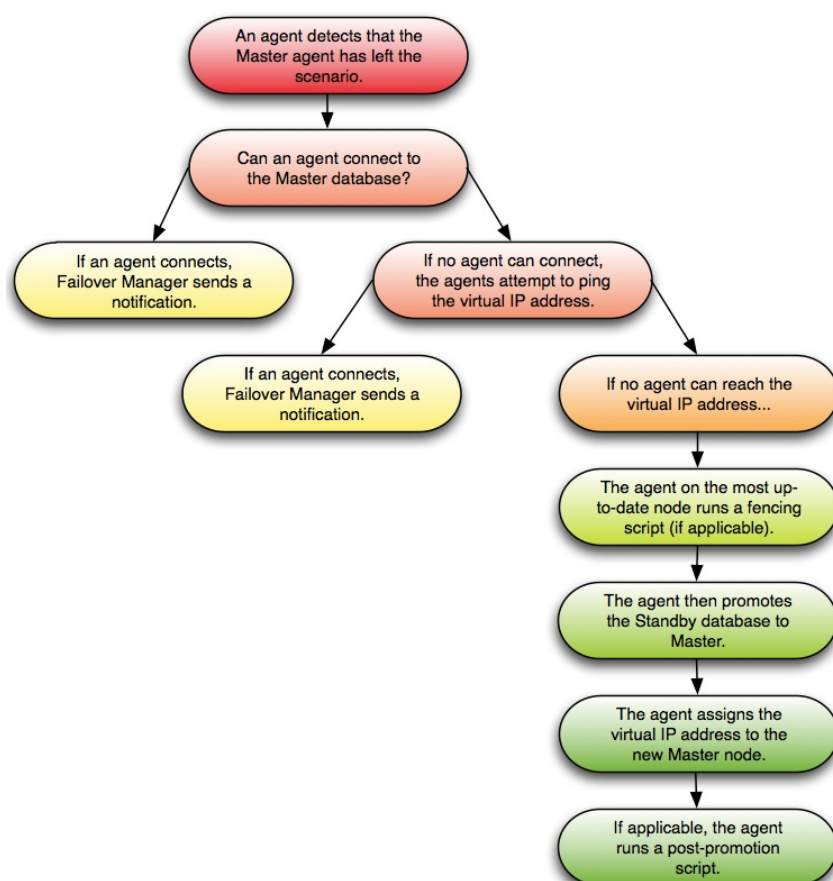 An agent detects that the
Master agent has left the
scenario.
Can an agent connect to
the Master database?
If an agent connects,
Failover Manager sends a
notification.
If no agent can connect,
the agents attempt to ping
the virtual IP address.
If an agent connects,
Failover Manager sends a
notification.
If no agent can reach the
virtual IP address...
The agent on the most up-
to-date node runs a fencing
script (if applicable).
The agent then promotes
the Standby database to
Master.
The agent assigns the
virtual IP address to the
new Master node.
If applicable, the agent
runs a post-promotion
script.